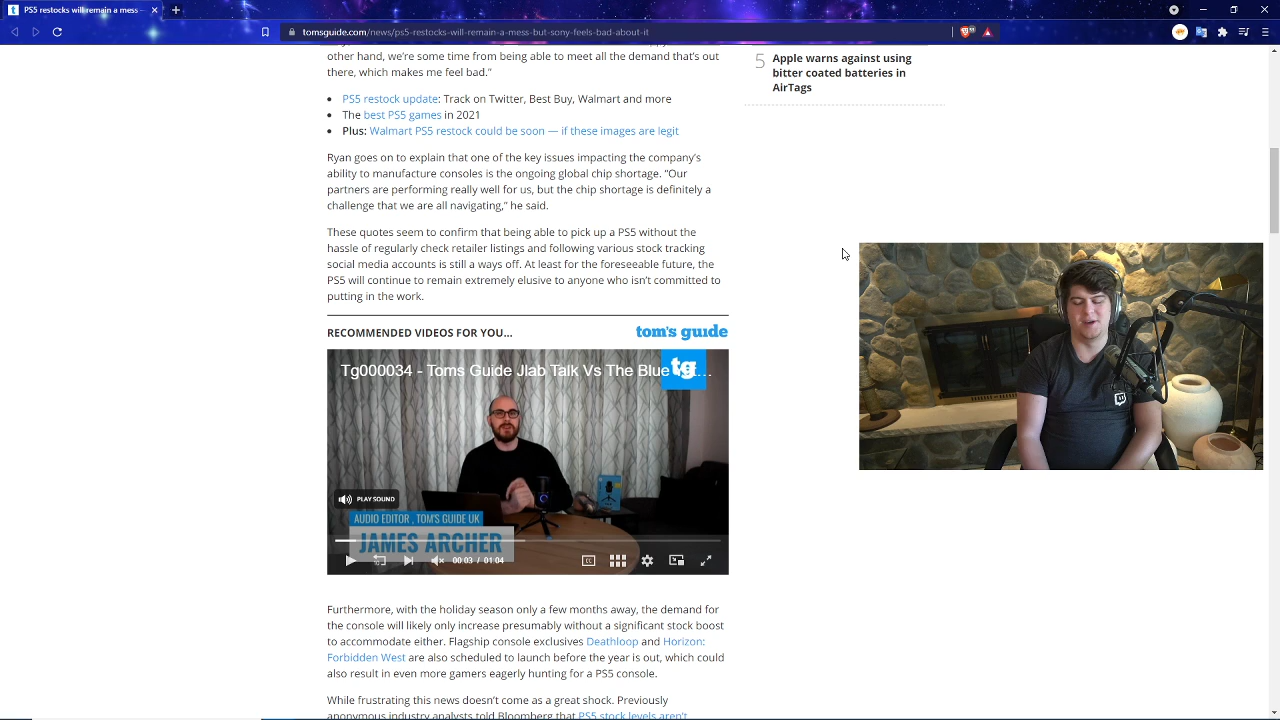 PS5 restocks will remain a mess —
tomsguide.com/news/ps5-restocks-will-remain-a-mess-but-sony-feels-bad-about-it
other hand, we're some time from being able to meet all the demand that's out
there, which makes me feel bad."
5 Apple warns against using
bitter coated batteries in
AirTags
• PS5 restock update: Track on Twitter, Best Buy, Walmart and more
• The best PS5 games in 2021
• Plus: Walmart PS5 restock could be soon — if these images are legit
Ryan goes on to explain that one of the key issues impacting the company's
ability to manufacture consoles is the ongoing global chip shortage. "Our
partners are performing really well for us, but the chip shortage is definitely a
challenge that we are all navigating," he said.
These quotes seem to confirm that being able to pick up a PS5 without the
hassle of regularly check retailer listings and following various stock tracking
social media accounts is still a ways off. At least for the foreseeable future, the
PS5 will continue to remain extremely elusive to anyone who isn't committed to
putting in the work.
RECOMMENDED VIDEOS FOR YOU...
tom's guide
Tg000034 - Toms Guide Jlab Talk Vs The Blue
tg
PLAY SOUND
AUDIO EDITOR , TOM'S GUIDE UK
JAMES ARCHER
00:03 / 01:04
CC
Furthermore, with the holiday season only a few months away, the demand for
the console will likely only increase presumably without a significant stock boost
to accommodate either. Flagship console exclusives Deathloop and Horizon:
Forbidden West are also scheduled to launch before the year is out, which could
also result in even more gamers eagerly hunting for a PS5 console.
While frustrating this news doesn't come as a great shock. Previously
anonymous industry analysts told Bloomberg that PS5 stock levels aren't